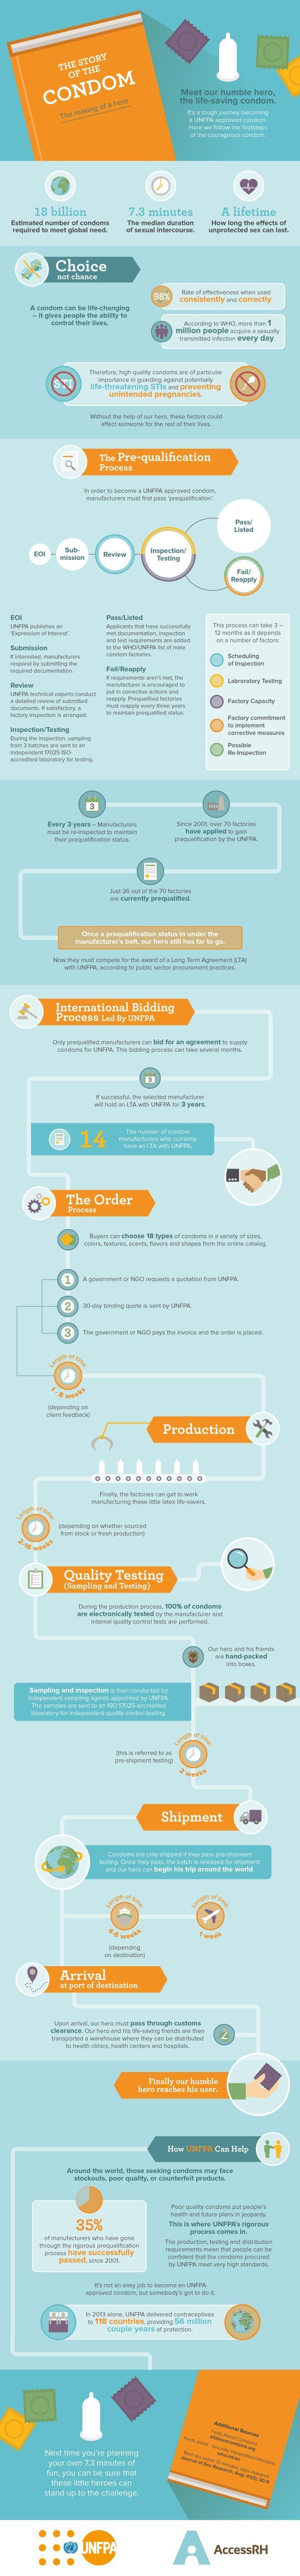 THE STORY
OF THE
CONDOM
The making of a hero
Meet our humble hero,
the life-saving condom.
It's a tough journey becoming
a UNFPA approved condom.
Here we follow the footsteps
of the courageous condom.
18 billion
Estimated number of condoms
required to meet global need.
7.3 minutes
The median duration
of sexual intercourse.
A lifetime
How long the effects of
unprotected sex can last.
Choice
not chance
A condom can be life-changing
– it gives people the ability to
control their lives.
98%
Rate of effectiveness when used
consistently and correctly.
According to WHO, more than 1
million people acquire a sexually
transmitted infection every day.
STI
Therefore, high quality condoms are of particular
importance in guarding against potentially
life-threatening STIs and preventing
unintended pregnancies.
Without the help of our hero, these factors could
affect someone for the rest of their lives.
The Pre-qualification
Process
In order to become a UNFPA approved condom,
manufacturers must first pass 'prequalification'.
EOI
Sub-
mission
Review
Inspection/
Testing
Pass/
Listed
Fail/
Reapply
EOI
UNFPA publishes an
'Expression of Interest'.
Submission
If interested, manufacturers
respond by submitting the
required documentation.
Review
UNFPA technical experts conduct
a detailed review of submitted
documents. If satisfactory, a
factory inspection is arranged.
Inspection/Testing
During the inspection, sampling
from 3 batches are sent to an
independent 17025 ISO-
accredited laboratory for testing.
Pass/Listed
Applicants that have successfully
met documentation, inspection
and test requirements are added
to the WHO/UNFPA list of male
condom factories.
Fail/Reapply
If requirements aren't met, the
manufacturer is encouraged to
put in corrective actions and
reapply. Prequalified factories
must reapply every three years
to maintain prequalified status.
This process can take 3 –
12 months as it depends
on a number of factors:
Scheduling
of Inspection
Labroratory Testing
Factory Capacity
Factory commitment
to implement
corrective measures
Possible
Re-Inspection
3
Every 3 years – Manufacturers
must be re-inspected to maintain
their prequalification status.
Since 2001, over 70 factories
have applied to gain
prequalification by the UNFPA.
Just 26 out of the 70 factories
are currently prequalified.
Once a prequalification status in under the
manufacturer's belt, our hero still has far to go.
Now they must compete for the award of a Long Term Agreement (LTA)
with UNFPA, according to public sector procurement practices.
International Bidding
Process Led By UNFPA
Only prequalified manufacturers can bid for an agreement to supply
condoms for UNFPA. This bidding process can take several months.
3
If successful, the selected manufacturer
will hold an LTA with UNFPA for 3 years.
14
The number of condom
manufacturers who currently
have an LTA with UNFPA.
The Order
Process
Buyers can choose 18 types of condoms in a variety of sizes,
colors, textures, scents, flavors and shapes from the online catalog.
1
A government or NGO requests a quotation from UNFPA.
2
30-day binding quote is sent by UNFPA.
3
The government or NGO pays the invoice and the order is placed.
Length of time:
1 - 8 weeks
(depending on
client feedback)
Production
Finally, the factories can get to work
manufacturing these little latex life-savers.
Length of time:
2-16 weeks
(depending on whether sourced
from stock or fresh production)
Quality Testing
(Sampling and Testing)
During the production process, 100% of condoms
are electronically tested by the manufacturer and
internal quality control tests are performed.
Our hero and his friends
are hand-packed
into boxes.
Sampling and inspection is then conducted by
independent sampling agents appointed by UNFPA.
The samples are sent to an ISO 17025 accredited
laboratory for independent quality control testing.
Length of time:
3 weeks
(this is referred to as
pre-shipment testing)
Shipment
Condoms are only shipped if they pass pre-shipment
testing. Once they pass, the batch is released for shipment,
and our hero can begin his trip around the world.
Length of time:
4-6 weeks
(depending
on destination)
Length of time:
1 week
Arrival
at port of destination
Upon arrival, our hero must pass through customs
clearance. Our hero and his life-saving friends are then
transported a warehouse where they can be distributed
to health clinics, health centers and hospitals.
Finally our humble
hero reaches his user.
How UNFPA Can Help
Around the world, those seeking condoms may face
stockouts, poor quality, or counterfeit products.
35%
of manufacturers who have gone
through the rigorous prequalification
process have successfully
passed, since 2001.
Poor quality condoms put people's
health and future plans in jeopardy.
This is where UNFPA's rigorous
process comes in.
The production, testing and distribution
requirements mean that people can be
confident that the condoms procured
by UNFPA meet very high standards.
It's not an easy job to become an UNFPA
approved condom, but somebody's got to do it.
In 2013 alone, UNFPA delivered contraceptives
to 118 countries, providing 56 million
couple years of protection.
Next time you're planning
your own 7.3 minutes of
fun, you can be sure that
these little heroes can
stand up to the challenge.
Additional Sources
Facts About Condoms
Facts sheet - Sexually transmitted infections
who.int/en
Journal of Sex Research, Aug;
UNFPA
AccessRH